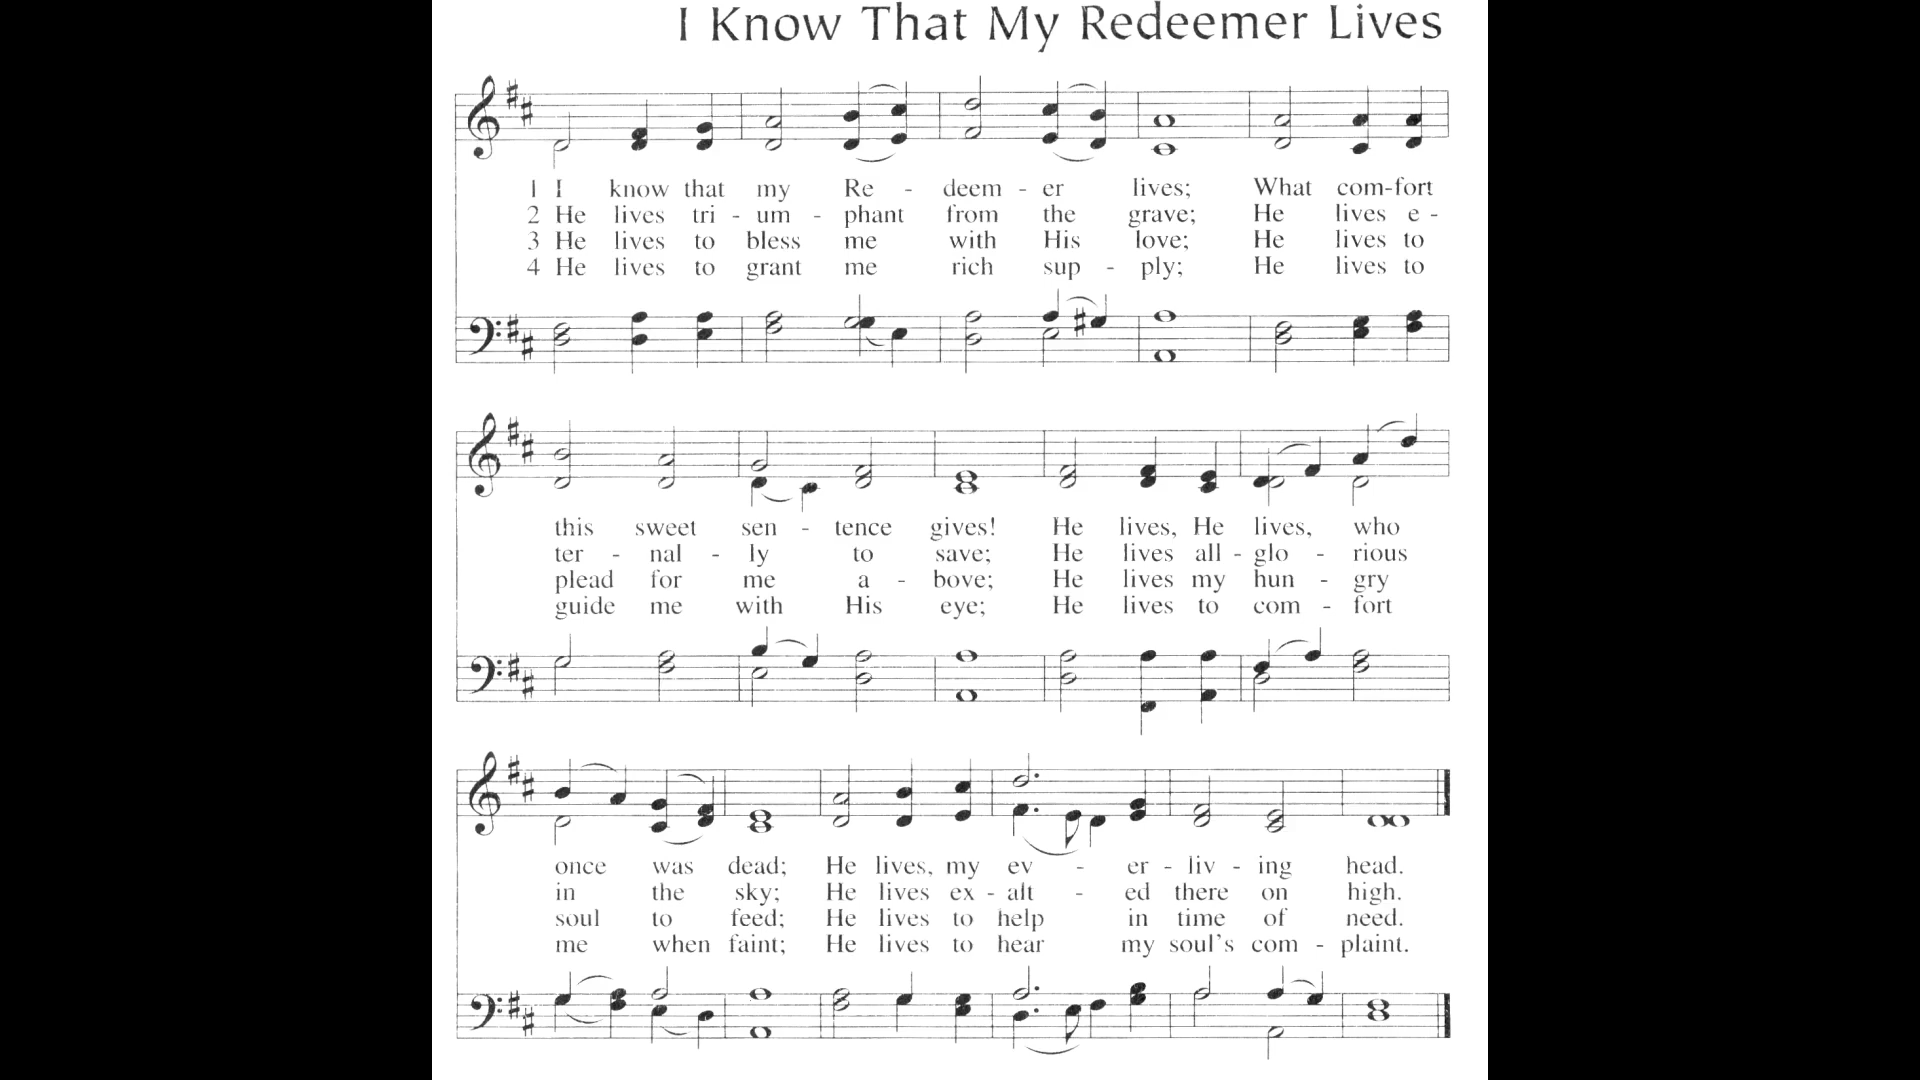 I Know That My Redeemer Lives
1 I know that my Re - deem - er lives; What com-fort
2 He lives tri - um - phant from the grave; He lives e -
3 He lives to bless me with His love; He lives to
4 He lives to grant me rich sup - ply; He lives to
this sweet sen - tence gives! He lives, He lives, who
ter - nal - ly to save; He lives all - glo - rious
plead for me a - bove; He lives my hun - gry
guide me with His eye; He lives to com - fort
once was dead; He lives, my ev - er - liv - ing head.
in the sky; He lives ex - alt - ed there on high.
soul to feed; He lives to help in time of need.
me when faint; He lives to hear my soul's com - plaint.